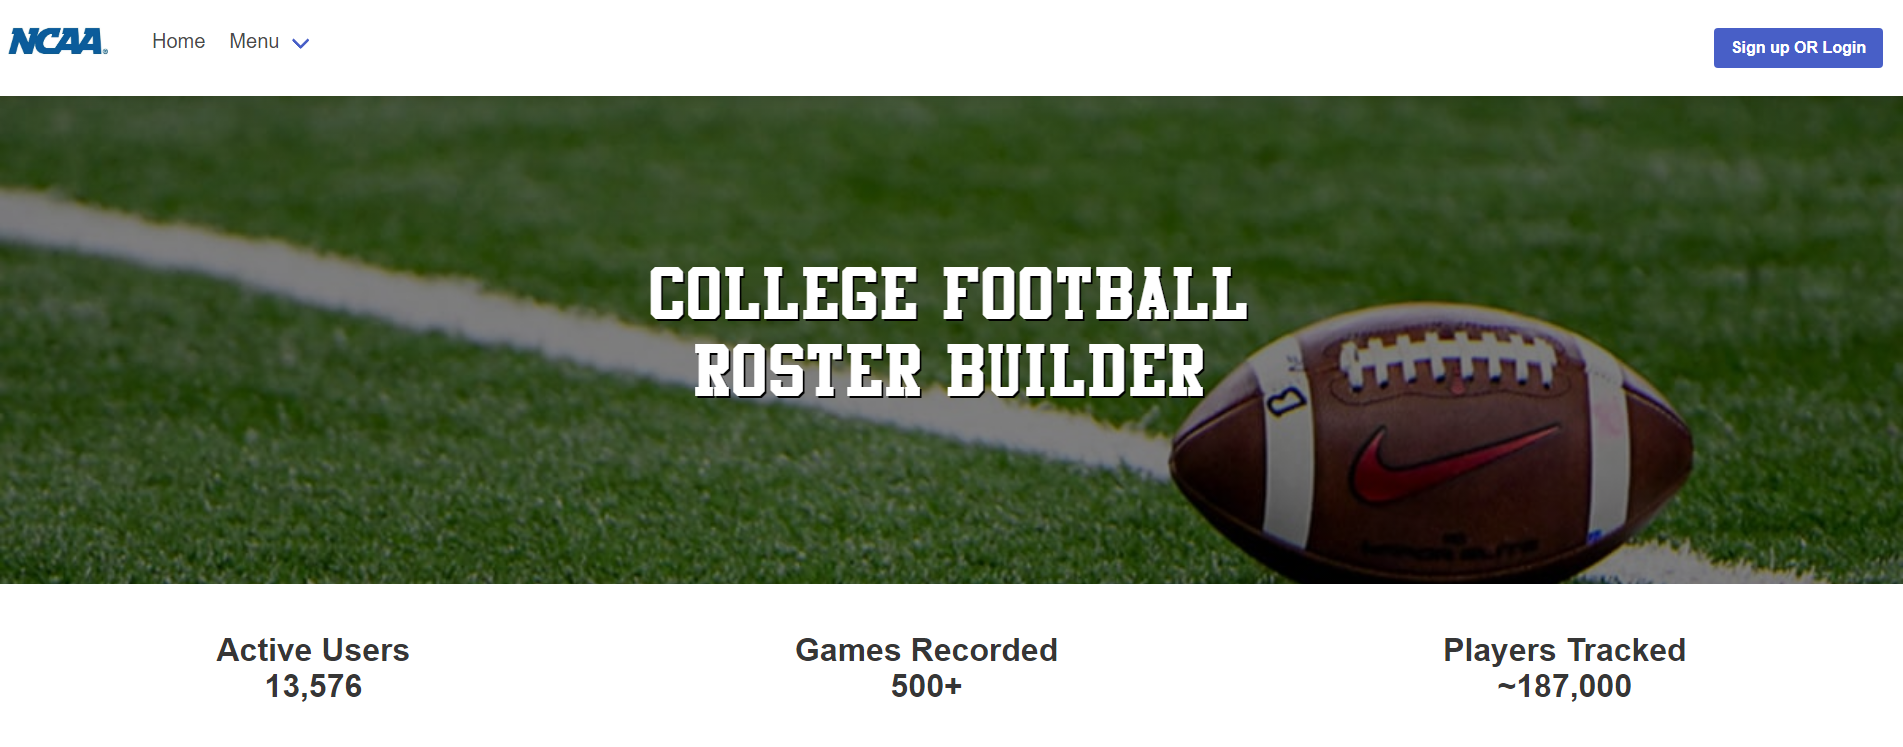 NCAA®
Home
Menu
Sign up OR Login
COLLEGE FOOTBALL
ROSTER BUILDER
B
Active Users
13,576
Games Recorded
500+
Players Tracked
~187,000